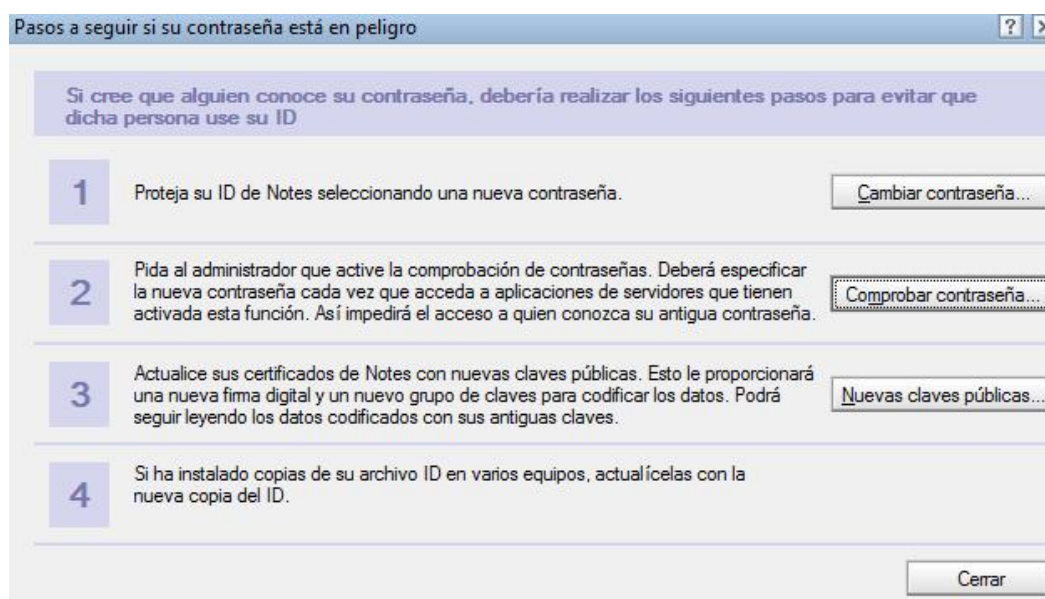 Pasos a seguir si su contraseña está en peligro
Si cree que alguien conoce su contraseña, debería realizar los siguientes pasos para evitar que
dicha persona use su ID
1
Proteja su ID de Notes seleccionando una nueva contraseña.
Cambiar contraseña...
2
Pida al administrador que active la comprobación de contraseñas. Deberá especificar
la nueva contraseña cada vez que acceda a aplicaciones de servidores que tienen
activada esta función. Así impedirá el acceso a quien conozca su antigua contraseña.
Comprobar contraseña...
3
Actualice sus certificados de Notes con nuevas claves públicas. Esto le proporcionará
una nueva firma digital y un nuevo grupo de claves para codificar los datos. Podrá
seguir leyendo los datos codificados con sus antiguas claves.
Nuevas claves públicas...
4
Si ha instalado copias de su archivo ID en varios equipos, actualícelas con la
nueva copia del ID.
Cerrar